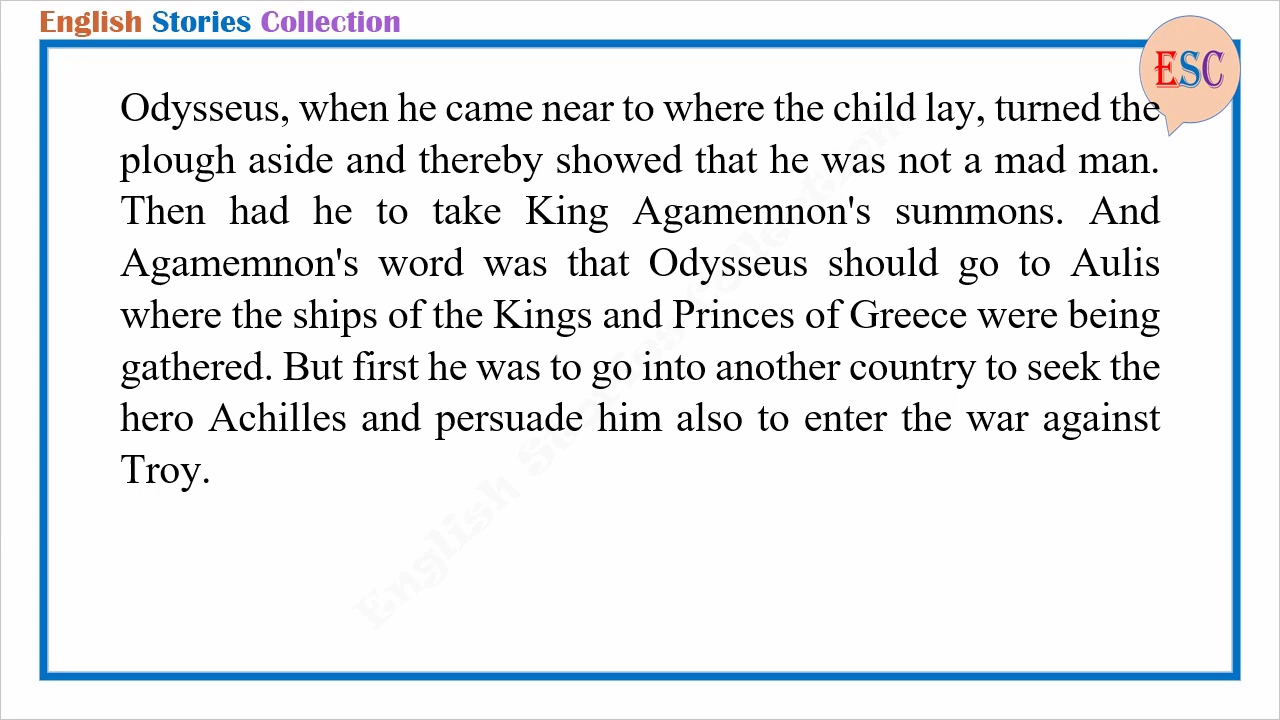 English Stories Collection
ESC
Odysseus, when he came near to where the child lay, turned the
plough aside and thereby showed that he was not a mad man.
Then had he to take King Agamemnon's summons. And
Agamemnon's word was that Odysseus should go to Aulis
where the ships of the Kings and Princes of Greece were being
gathered. But first he was to go into another country to seek the
hero Achilles and persuade him also to enter the war against
Troy.
English Stories Collection